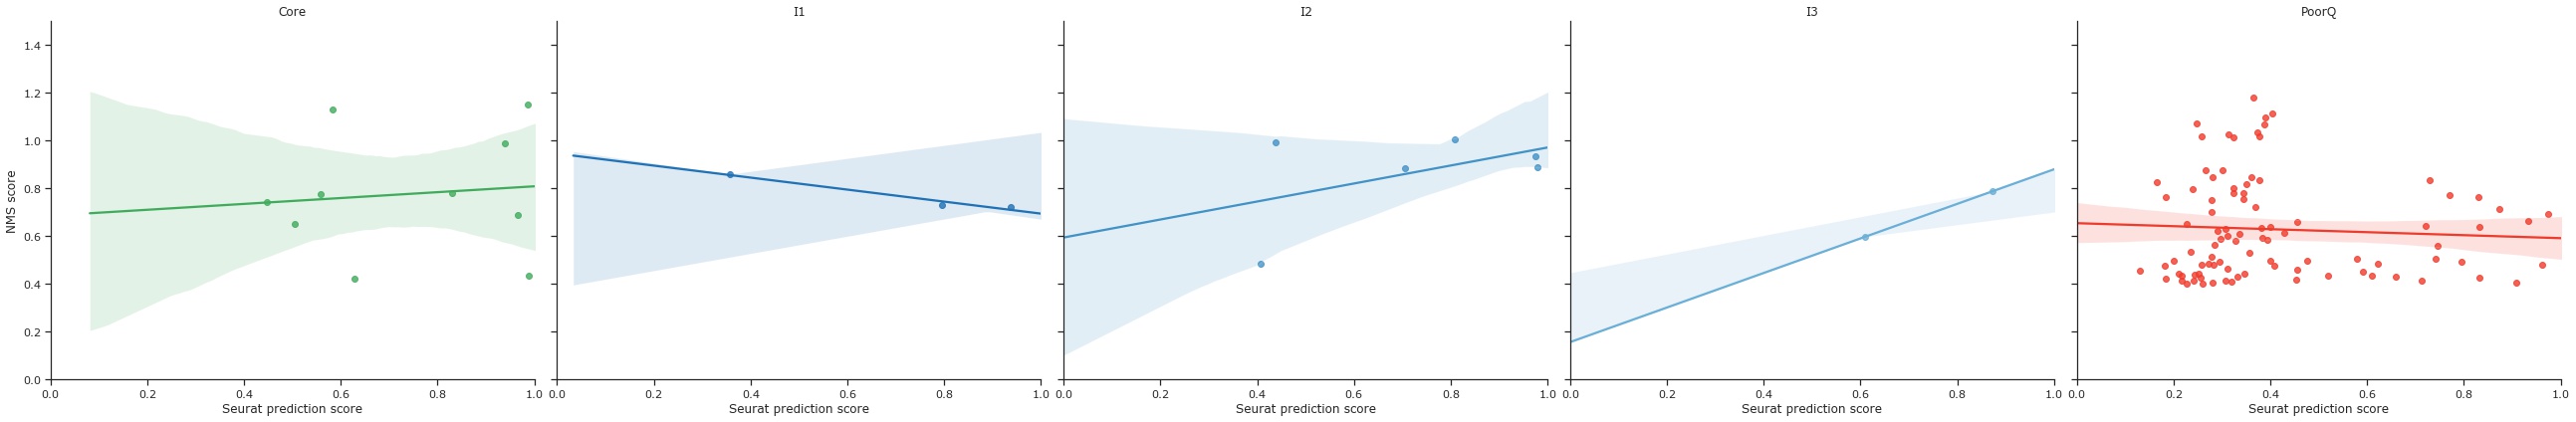 Core
I1
I2
I3
PoorQ
NMS score
1.4
1.2
1.0
0.8
0.6
0.4
0.2
0.0
0.0 0.2 0.4 0.6 0.8 1.0
0.0 0.2 0.4 0.6 0.8 1.0
0.0 0.2 0.4 0.6 0.8 1.0
0.0 0.2 0.4 0.6 0.8 1.0
0.0 0.2 0.4 0.6 0.8 1.0
Seurat prediction score
Seurat prediction score
Seurat prediction score
Seurat prediction score
Seurat prediction score